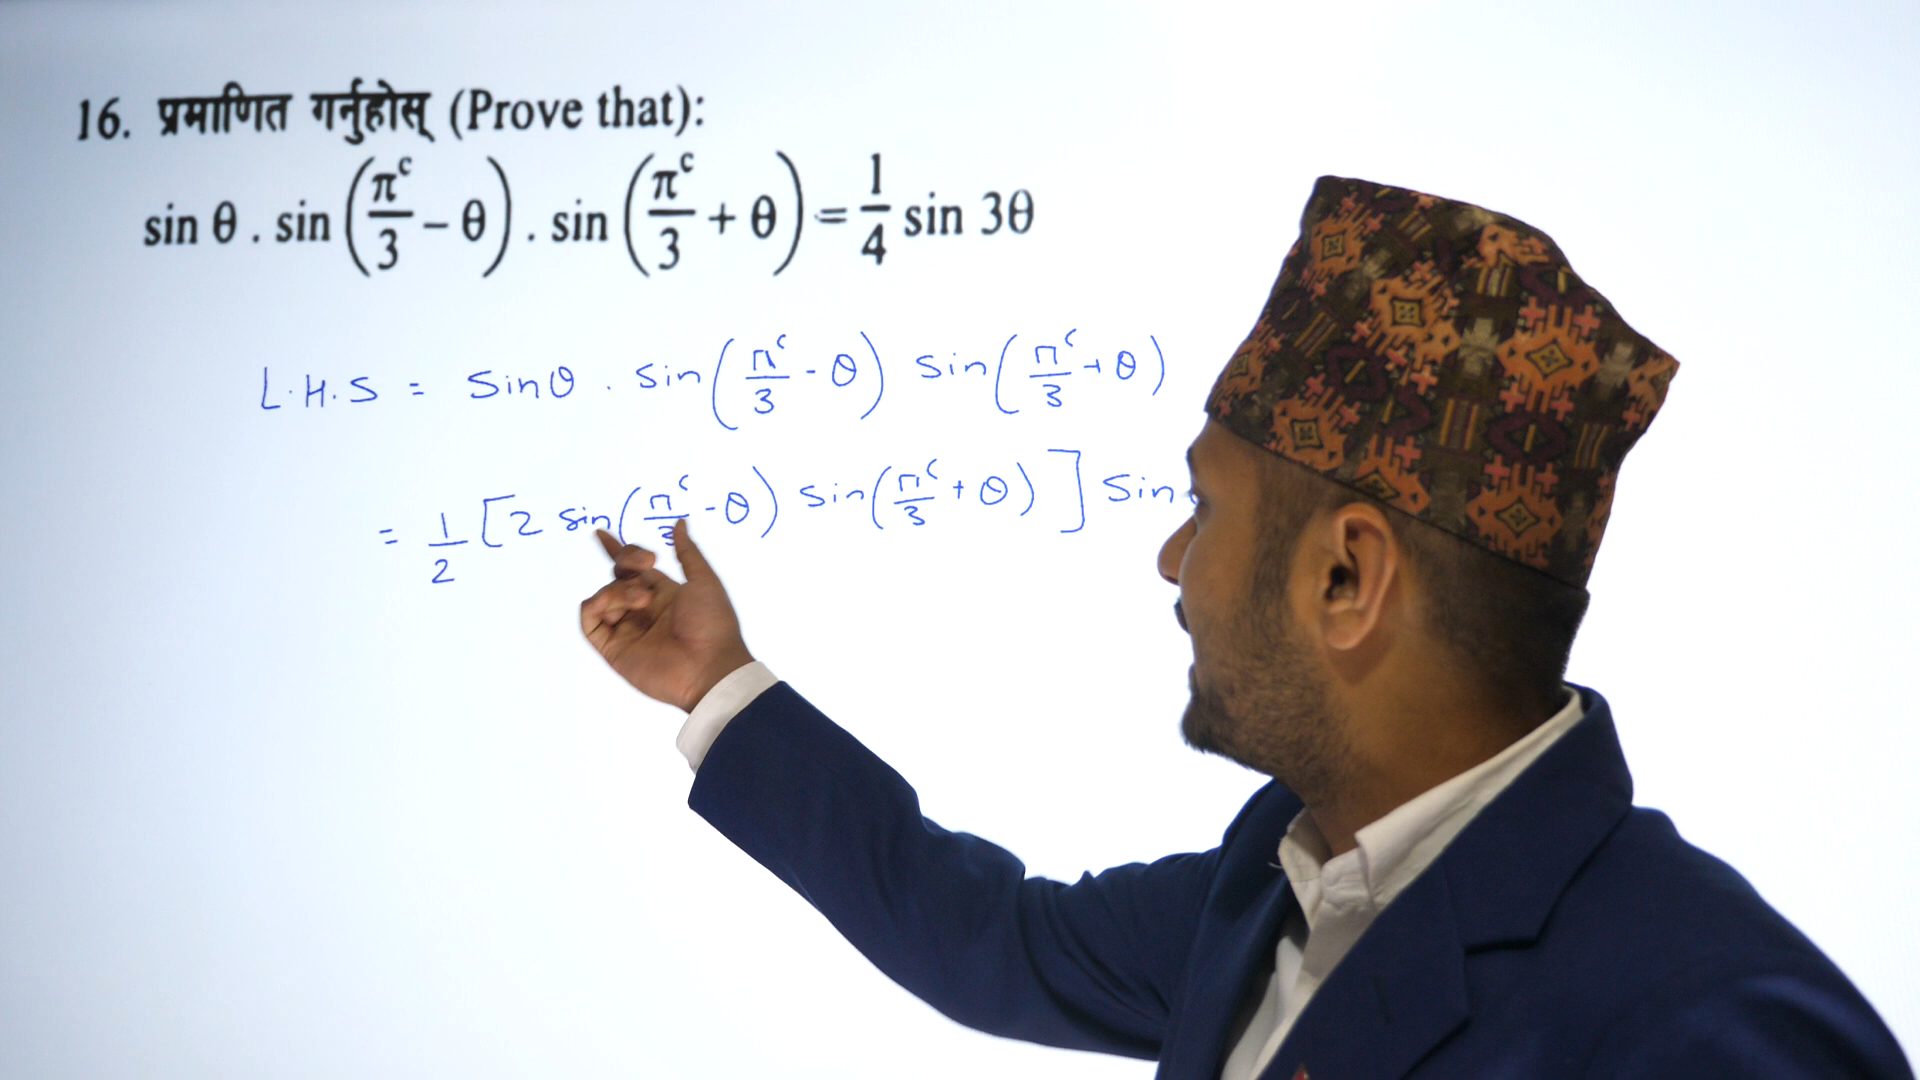 16. प्रमाणित गर्नुहोस् (Prove that):
sin θ . sin (π^c/3 − θ) . sin (π^c/3 + θ) = 1/4 sin 3θ
L.H.S = Sinθ . Sin(π^c/3 - θ) Sin(π^c/3 + θ)
= 1/2 [2 sin(π^c/3 - θ) sin(π^c/3 + θ)] Sin